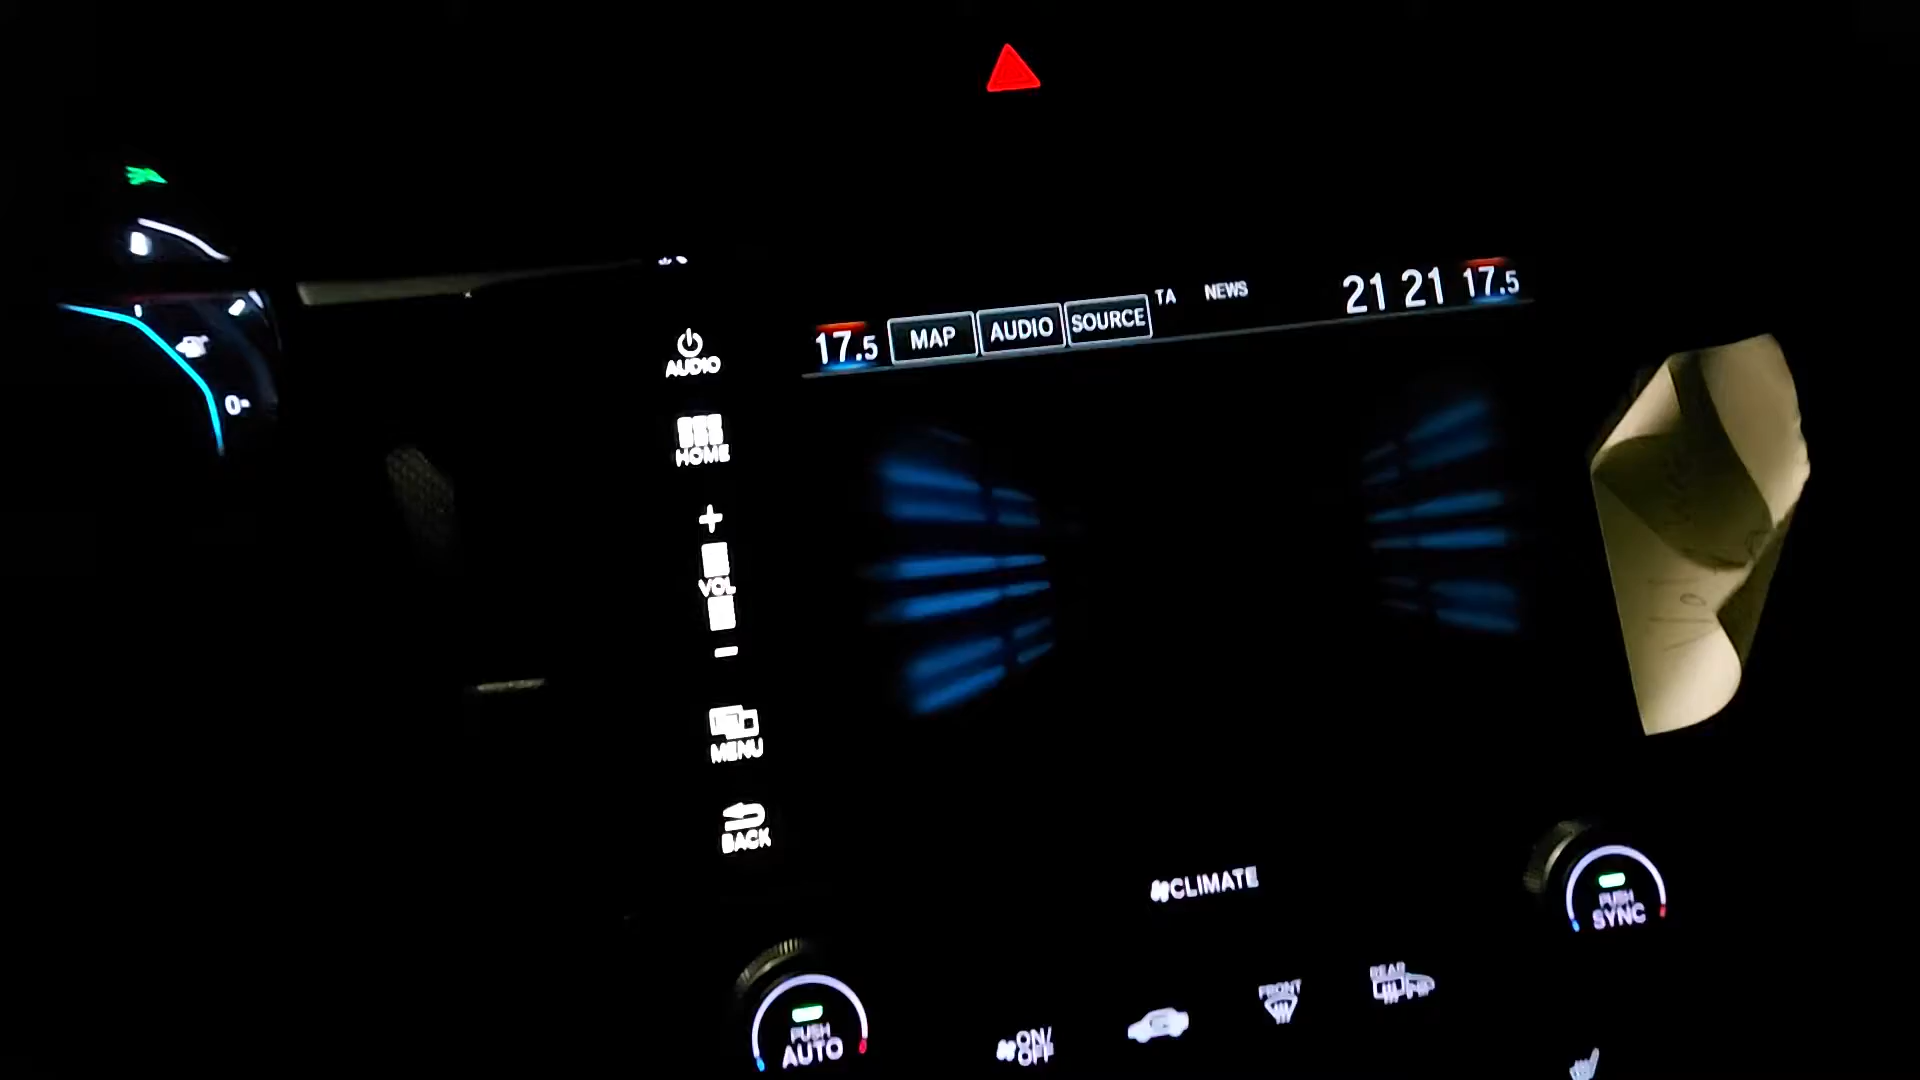 AUDIO
HOME
+
VOL
-
MENU
BACK
17.5 MAP AUDIO SOURCE TA NEWS 21 21 17.5
CLIMATE
PUSH
SYNC
PUSH
AUTO
ON/
OFF
FRONT
REAR
0